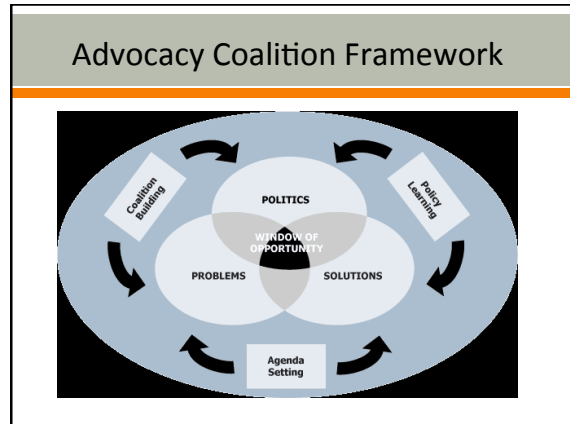 Advocacy Coalition Framework
POLITICS
Coalition
Building
Policy
Learning
WINDOW OF
OPPORTUNITY
PROBLEMS
SOLUTIONS
Agenda
Setting